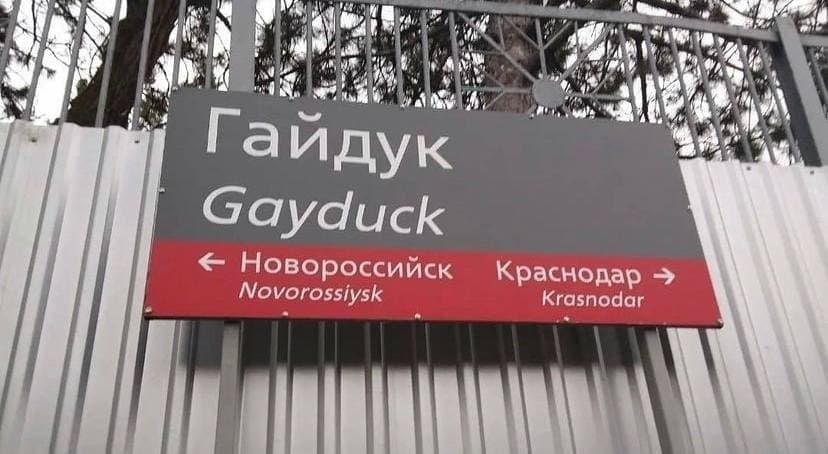 Гайдук
Gayduck
← Новороссийск Краснодар →
Novorossiysk Krasnodar